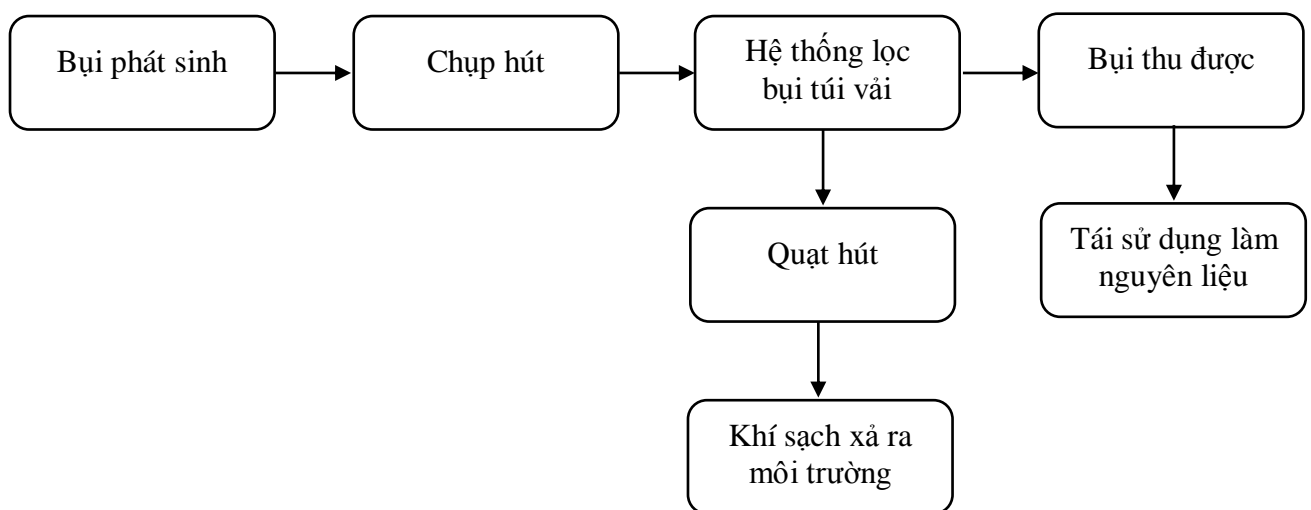 Bụi phát sinh
Chụp hút
Hệ thống lọc
bụi túi vải
Bụi thu được
Quạt hút
Tái sử dụng làm
nguyên liệu
Khí sạch xả ra
môi trường